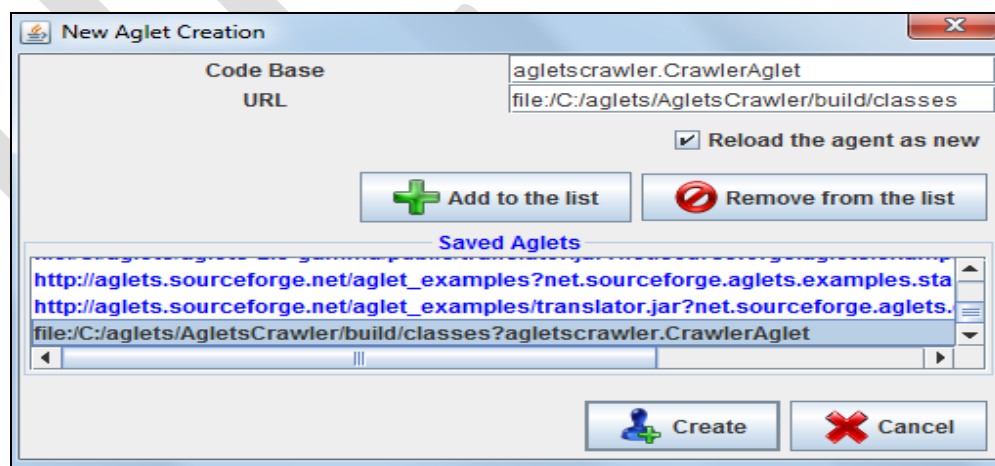 New Aglet Creation
Code Base agletscrawler.CrawlerAglet
URL file:/C:/aglets/AgletsCrawler/build/classes
Reload the agent as new
Add to the list Remove from the list
Saved Aglets
http://aglets.sourceforge.net/aglet_examples?net.sourceforge.aglets.examples.sta
http://aglets.sourceforge.net/aglet_examples/translator.jar?net.sourceforge.aglets.
file:/C:/aglets/AgletsCrawler/build/classes?agletscrawler.CrawlerAglet
Create Cancel